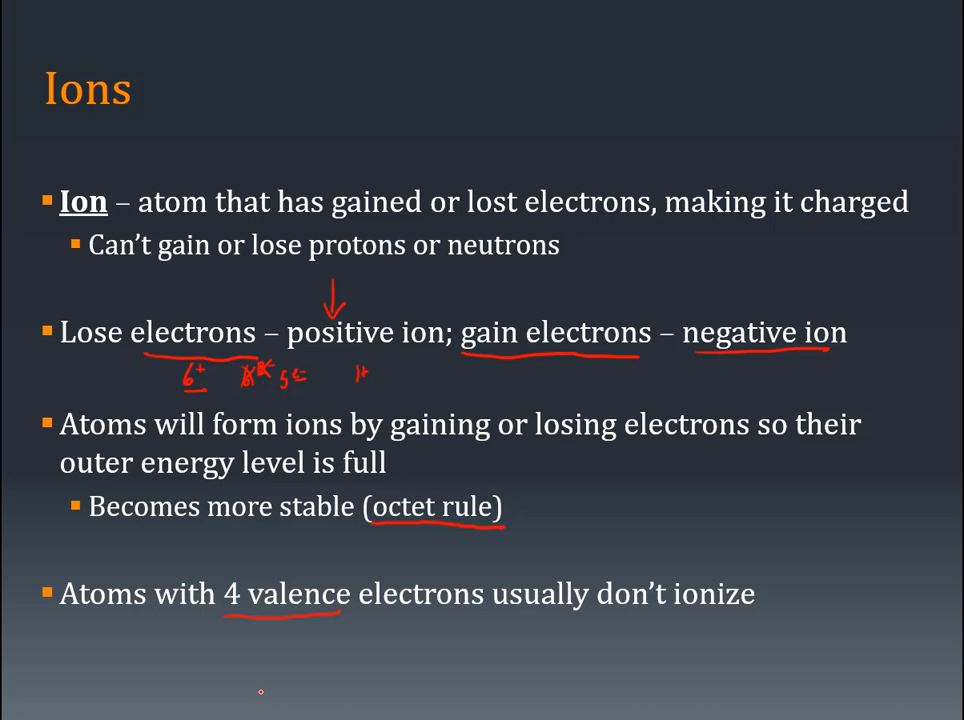 Ions
Ion – atom that has gained or lost electrons, making it charged
Can't gain or lose protons or neutrons
Lose electrons – positive ion; gain electrons – negative ion
6+ 5e 1+
Atoms will form ions by gaining or losing electrons so their
outer energy level is full
Becomes more stable (octet rule)
Atoms with 4 valence electrons usually don't ionize